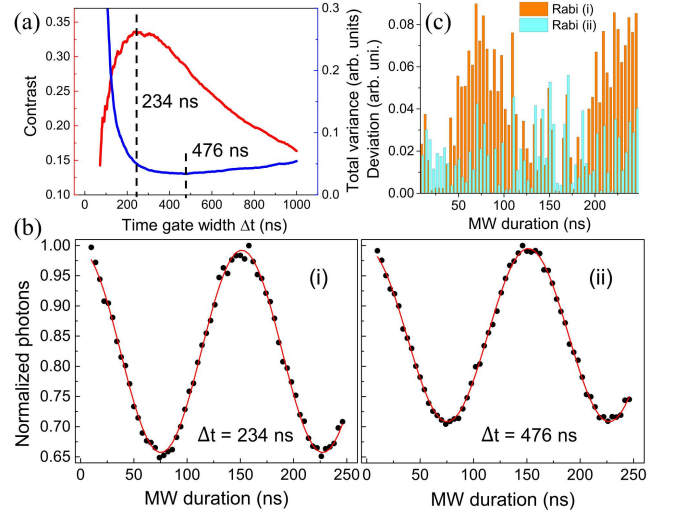 (a)
0.35
0.30
0.25
0.20
0.15
0.10
Contrast
0.3
0.2
0.1
0.0
Total variance (arb. units)
234 ns
476 ns
0 200 400 600 800 1000
Time gate width Δt (ns)
(c)
Rabi (i)
Rabi (ii)
0.08
0.06
0.04
0.02
0.00
Deviation (arb. uni.)
50 100 150 200
MW duration (ns)
(b)
1.00
0.95
0.90
0.85
0.80
0.75
0.70
0.65
Normalized photons
(i)
Δt = 234 ns
0 50 100 150 200 250
MW duration (ns)
(ii)
Δt = 476 ns
0 50 100 150 200 250
MW duration (ns)